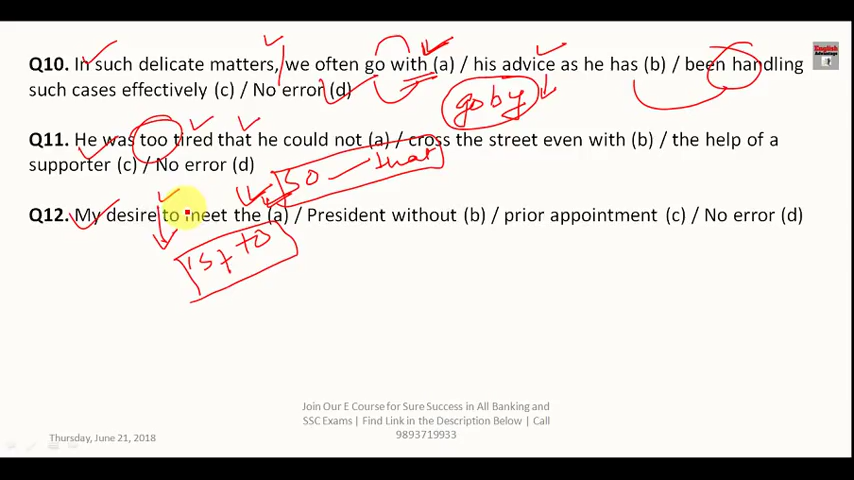 English
Advantage
Q10. In such delicate matters, we often go with (a) / his advice as he has (b) / been handling
such cases effectively (c) / No error (d)
go by
Q11. He was too tired that he could not (a) / cross the street even with (b) / the help of a
supporter (c) / No error (d)
so — that
Q12. My desire to meet the (a) / President without (b) / prior appointment (c) / No error (d)
is + to
Join Our E Course for Sure Success in All Banking and
SSC Exams | Find Link in the Description Below | Call
9893719933
Thursday, June 21, 2018